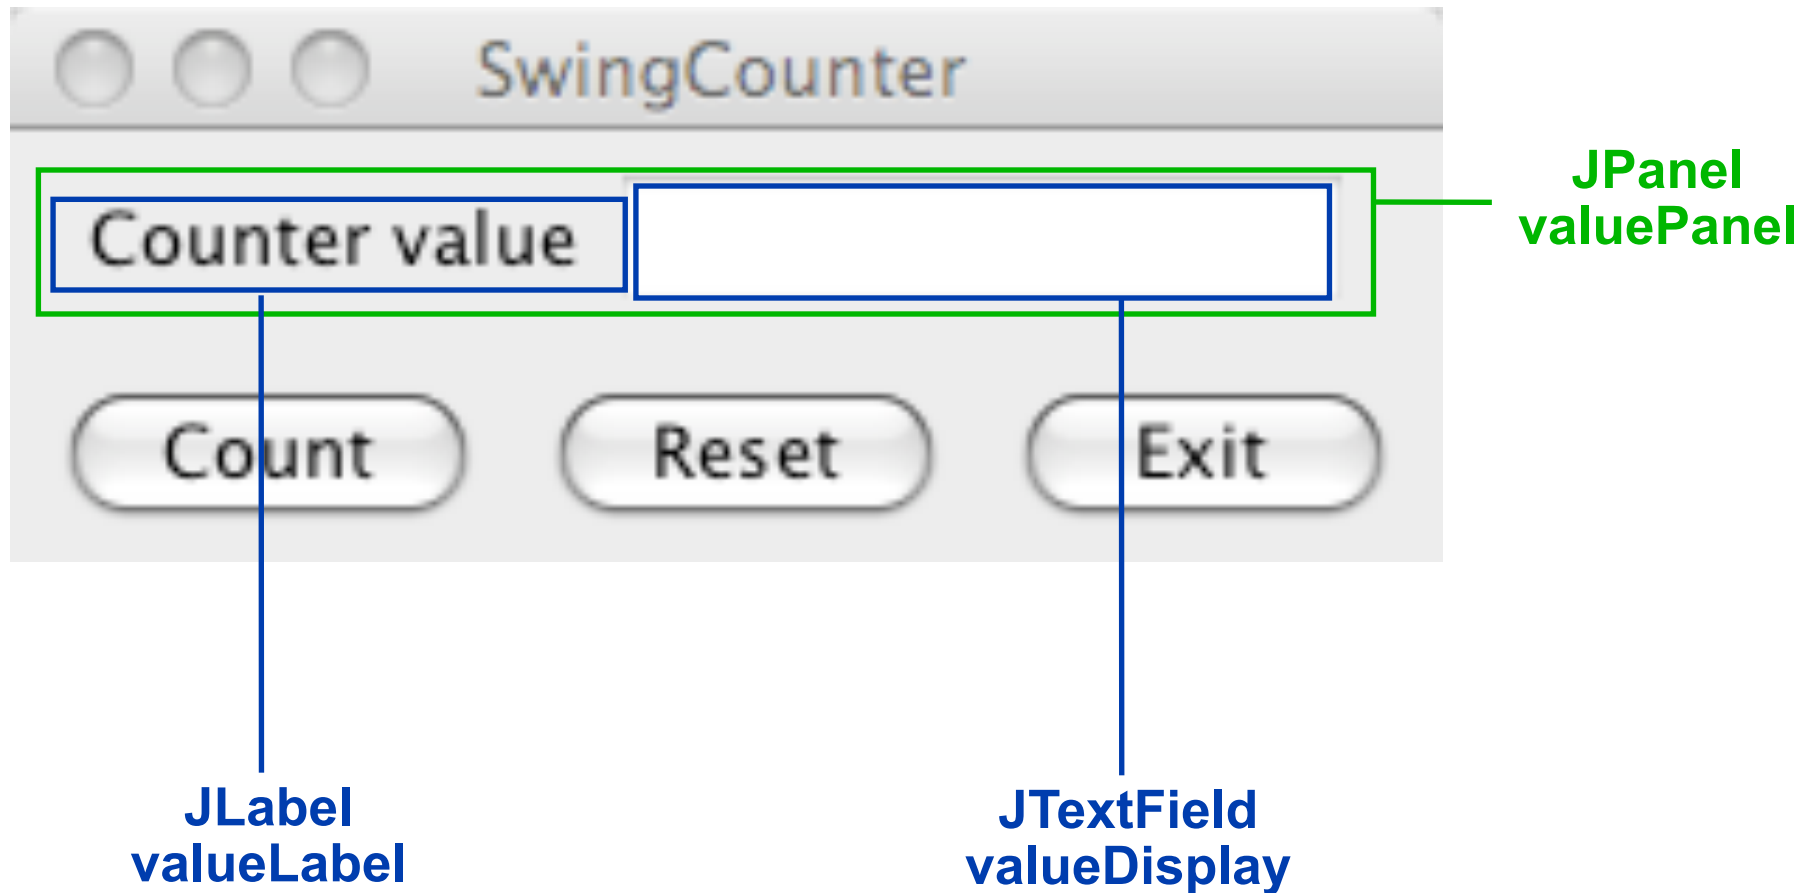 SwingCounter
JPanel
valuePanel
Counter value
Count
Reset
Exit
JLabel
valueLabel
JTextField
valueDisplay